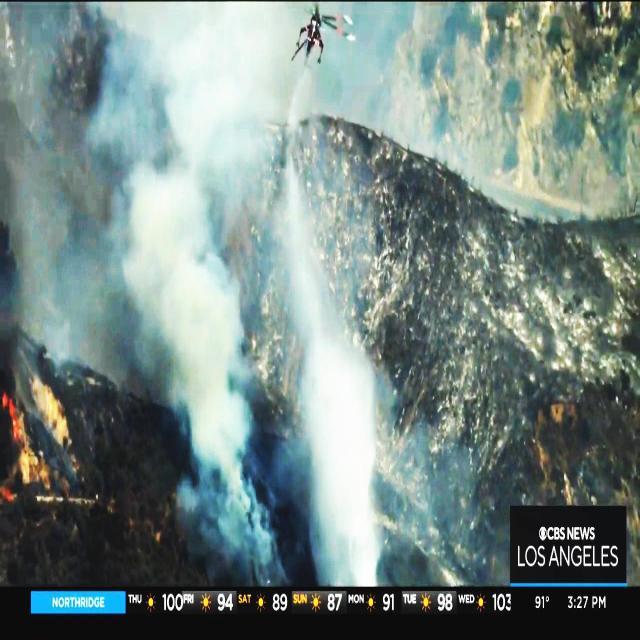 CBS NEWS
LOS ANGELES
NORTHRIDGE THU 100 FRI 94 SAT 89 SUN 87 MON 91 TUE 98 WED 103 91° 3:27 PM